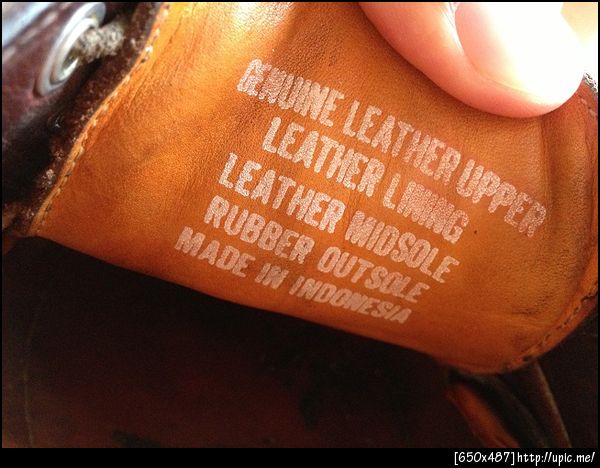 GENUINE LEATHER UPPER
LEATHER LINING
LEATHER MIDSOLE
RUBBER OUTSOLE
MADE IN INDONESIA
[650x487]http://upic.me/